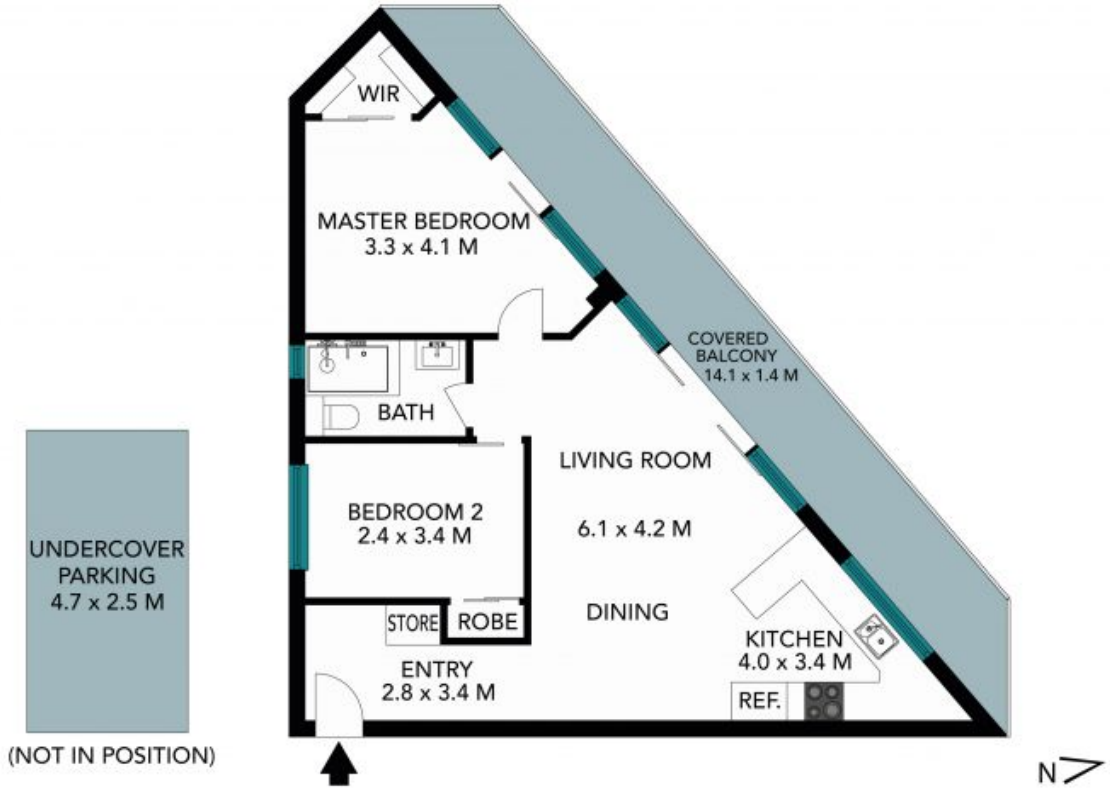 WIR
MASTER BEDROOM
3.3 x 4.1 M
COVERED
BALCONY
14.1 x 1.4 M
BATH
LIVING ROOM
6.1 x 4.2 M
BEDROOM 2
2.4 x 3.4 M
UNDERCOVER
PARKING
4.7 x 2.5 M
(NOT IN POSITION)
STORE
ROBE
DINING
ENTRY
2.8 x 3.4 M
KITCHEN
4.0 x 3.4 M
REF.
N